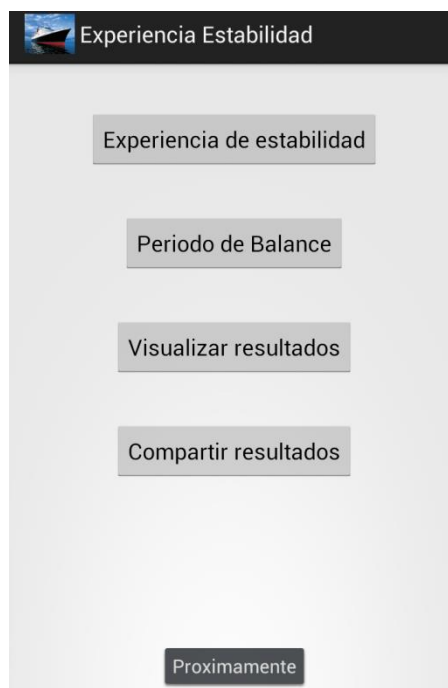 Experiencia Estabilidad
Experiencia de estabilidad
Periodo de Balance
Visualizar resultados
Compartir resultados
Proximamente